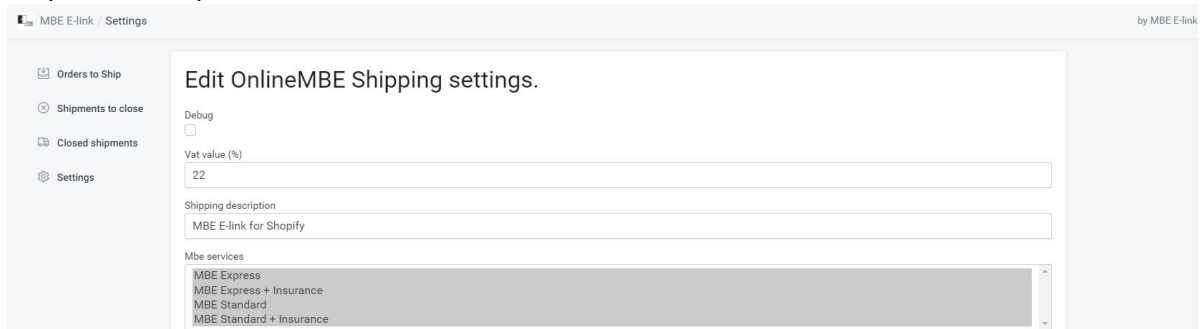 MBE E-link / Settings
by MBE E-link
Orders to Ship
Shipments to close
Closed shipments
Settings
Edit OnlineMBE Shipping settings.
Debug
Vat value (%)
22
Shipping description
MBE E-link for Shopify
Mbe services
MBE Express
MBE Express + Insurance
MBE Standard
MBE Standard + Insurance